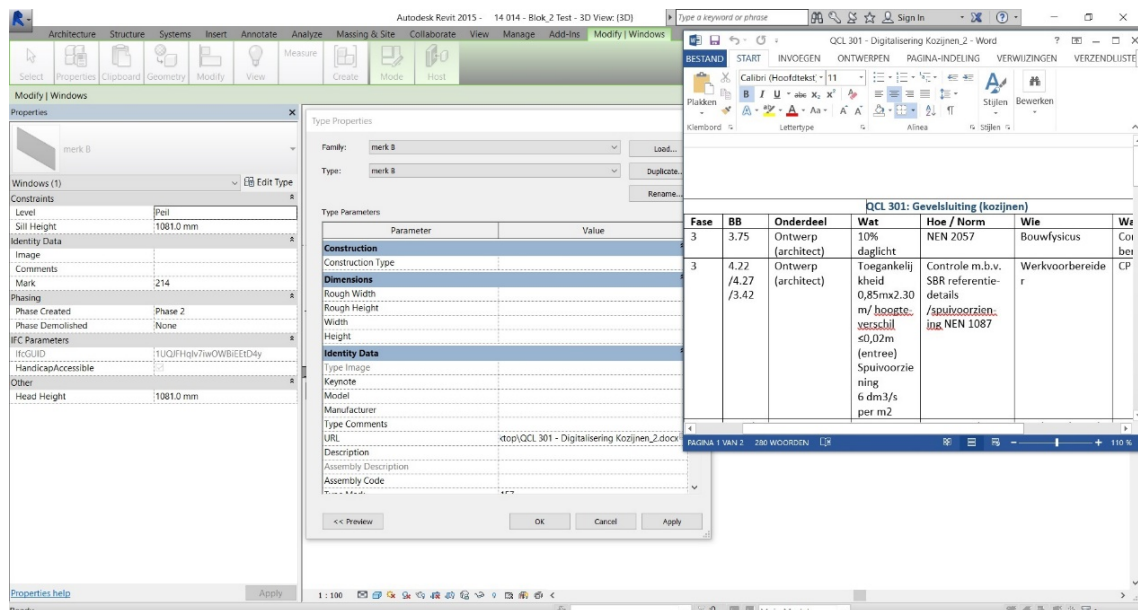 Autodesk Revit 2015 - 14 014 - Blok_2 Test - 3D View: {3D}
Type a keyword or phrase
Sign In
Architecture Structure Systems Insert Annotate Analyze Massing & Site Collaborate View Manage Add-Ins Modify | Windows
Select Properties Clipboard Geometry Modify View Measure Create Mode Host
Modify | Windows
Properties
merk B
Windows (1)
Edit Type
Constraints
Level Peil
Sill Height 1081.0 mm
Identity Data
Image
Comments
Mark 214
Phasing
Phase Created Phase 2
Phase Demolished None
IFC Parameters
IfcGUID 1UQJFHqIv7iwOWBiEEtD4y
HandicapAccessible
Other
Head Height 1081.0 mm
Properties help
Apply
Type Properties
Family: merk B
Load...
Type: merk B
Duplicate...
Rename...
Type Parameters
Parameter Value
Construction
Construction Type
Dimensions
Rough Width
Rough Height
Width
Height
Identity Data
Type Image
Keynote
Model
Manufacturer
Type Comments
URL ktop\QCL 301 - Digitalisering Kozijnen_2.docx
Description
Assembly Description
Assembly Code
<< Preview
OK
Cancel
Apply
1 : 100
QCL 301 - Digitalisering Kozijnen_2 - Word
BESTAND START INVOEGEN ONTWERPEN PAGINA-INDELING VERWIJZINGEN VERZENDLIJSTE
Calibri (Hoofdtekst) 11
Plakken
Stijlen
Bewerken
Klembord Lettertype Alinea Stijlen
QCL 301: Gevelsluiting (kozijnen)
Fase BB Onderdeel Wat Hoe / Norm Wie Wa
3 3.75 Ontwerp 10% NEN 2057 Bouwfysicus Co
(architect) daglicht ber
3 4.22 Ontwerp Toegankelij Controle m.b.v. Werkvoorbereide CP
/4.27 (architect) kheid SBR referentie- r
/3.42 0,85mx2.30 details
m/ hoogte- /spuivoorzien-
verschil ing NEN 1087
≤0,02m
(entree)
Spuivoorzie
ning
6 dm3/s
per m2
PAGINA 1 VAN 2 280 WOORDEN
110 %